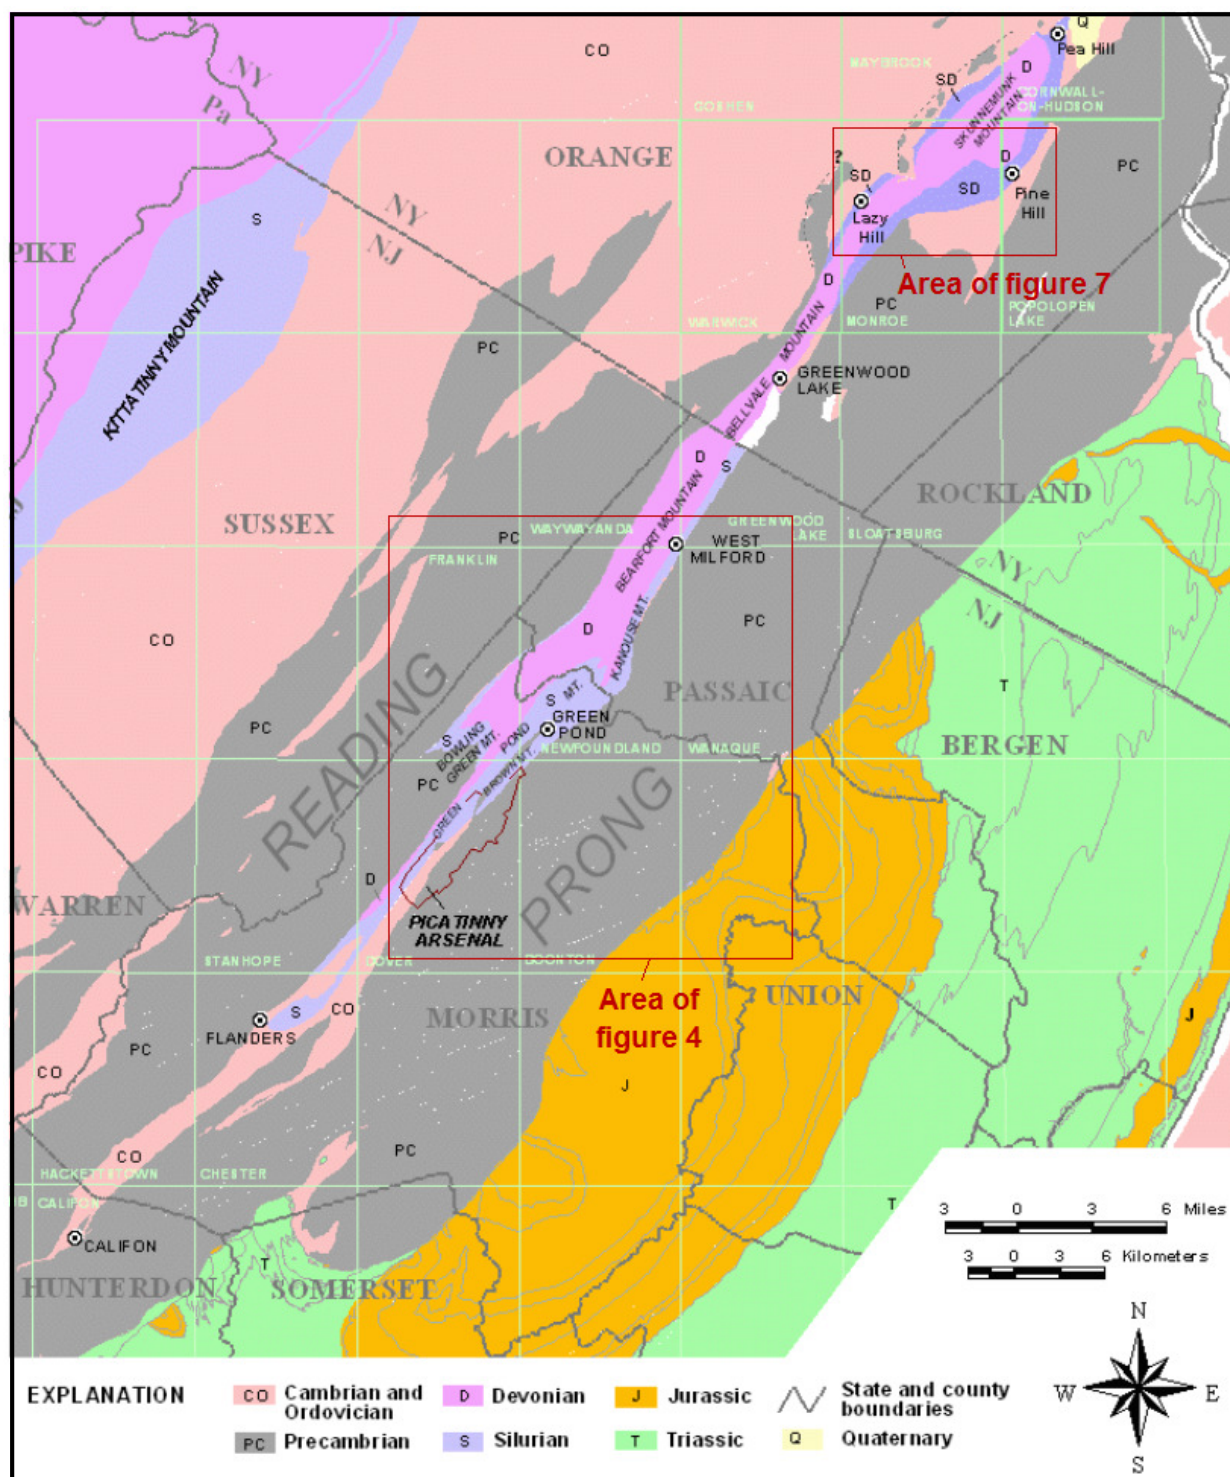 Q
Pea Hill
CO
NY
Pa
MAYBROOK
D
SD
CORNWALL-
ON-HUDSON
GOSHEN
SKUNNEMUNK
MOUNTAIN
ORANGE
?
D
PC
SD
SD
Pine
Hill
Lazy
Hill
S
NY
NJ
PIKE
D
Area of figure 7
PC
POPOLOPEN
LAKE
KITTATINNY MOUNTAIN
WARWICK
MONROE
PC
MOUNTAIN
GREENWOOD
LAKE
BELLVALE
D
S
ROCKLAND
SUSSEX
BEARFORT MOUNTAIN
WAYWAYANDA
GREENWOOD
LAKE
SLOATSBURG
PC
WEST
MILFORD
FRANKLIN
NY
NJ
CO
D
KANOUSE MT.
PC
READING
PASSAIC
T
S
MT.
GREEN
POND
PC
S
BOWLING
GREEN MT.
POND
NEWFOUNDLAND
WANAQUE
BERGEN
BROWN MT.
PC
GREEN
PRONG
D
WARREN
PICATINNY
ARSENAL
STANHOPE
DOVER
BOONTON
Area of
figure 4
UNION
S
CO
MORRIS
J
FLANDERS
PC
CO
J
CO
PC
HACKETTSTOWN
CHESTER
CALIFON
T
3 0 3 6 Miles
CALIFON
3 0 3 6 Kilometers
T
HUNTERDON
SOMERSET
N
W
E
S
EXPLANATION
CO Cambrian and
Ordovician
D Devonian
J Jurassic
State and county
boundaries
PC Precambrian
S Silurian
T Triassic
Q Quaternary